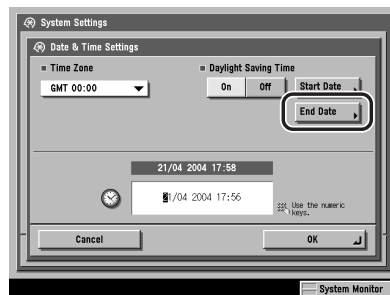 System Settings
Date & Time Settings
Time Zone
Daylight Saving Time
GMT 00:00
On
Off
Start Date
End Date
21/04 2004 17:58
21/04 2004 17:56
Use the numeric
keys.
Cancel
OK
System Monitor